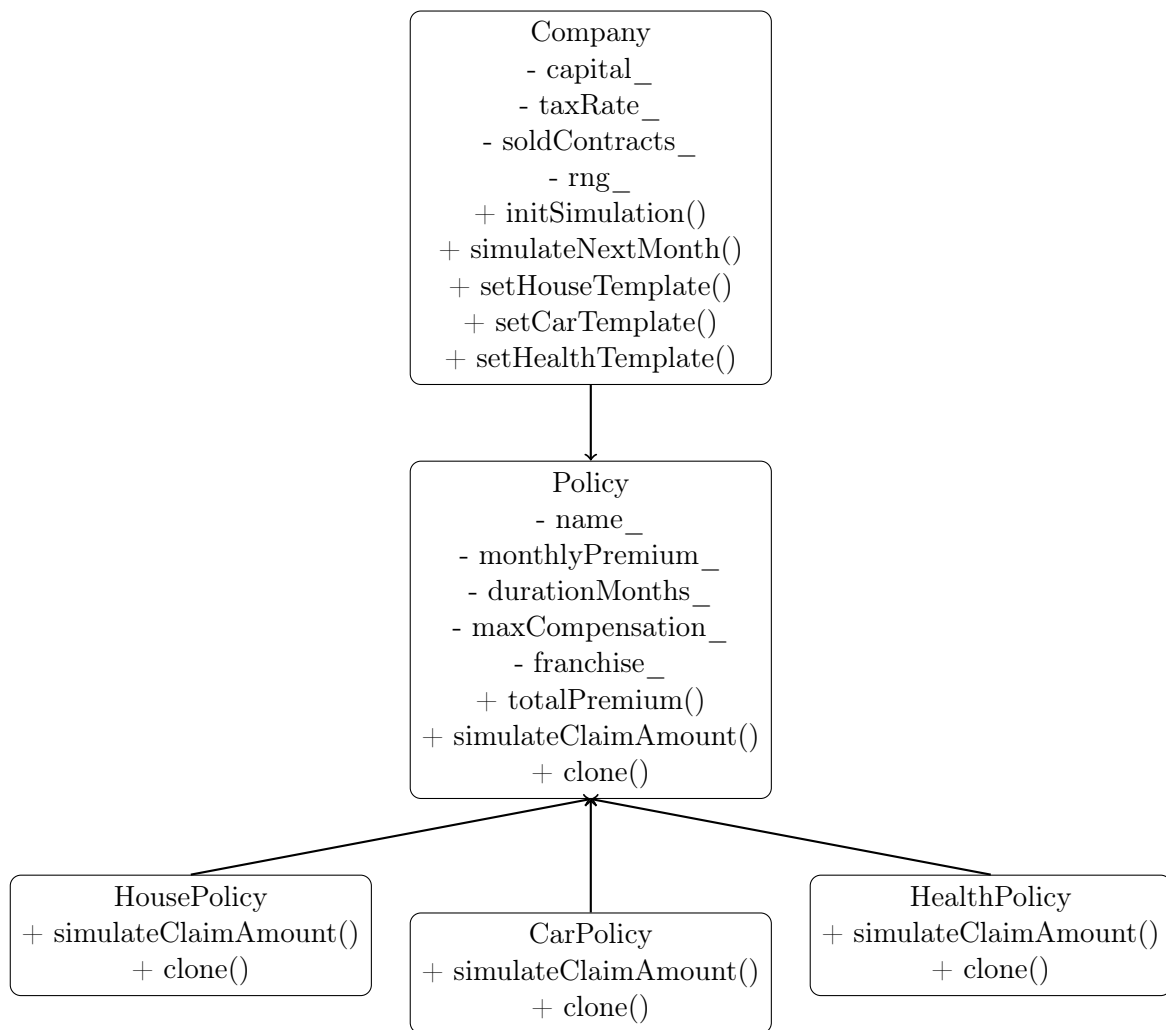 Company
- capital_
- taxRate_
- soldContracts_
- rng_
+ initSimulation()
+ simulateNextMonth()
+ setHouseTemplate()
+ setCarTemplate()
+ setHealthTemplate()
Policy
- name_
- monthlyPremium_
- durationMonths_
- maxCompensation_
- franchise_
+ totalPremium()
+ simulateClaimAmount()
+ clone()
HousePolicy
+ simulateClaimAmount()
+ clone()
CarPolicy
+ simulateClaimAmount()
+ clone()
HealthPolicy
+ simulateClaimAmount()
+ clone()